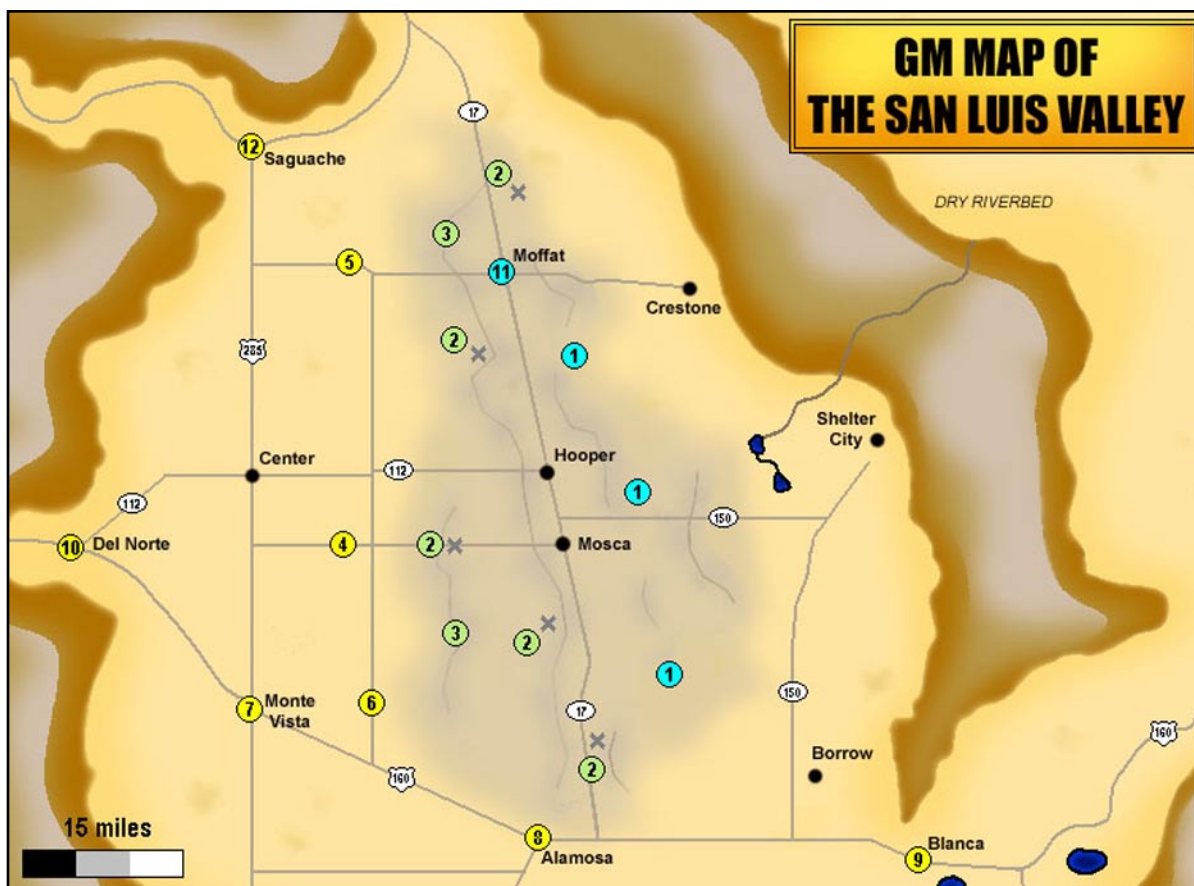 GM MAP OF
THE SAN LUIS VALLEY
17
12
Saguache
2
DRY RIVERBED
3
5
Moffat
11
Crestone
2
1
285
Shelter
City
Center
112
Hooper
1
112
150
10
Del Norte
4
2
Mosca
3
2
1
7
Monte
Vista
6
17
150
160
Borrow
2
160
15 miles
8
Alamosa
9
Blanca